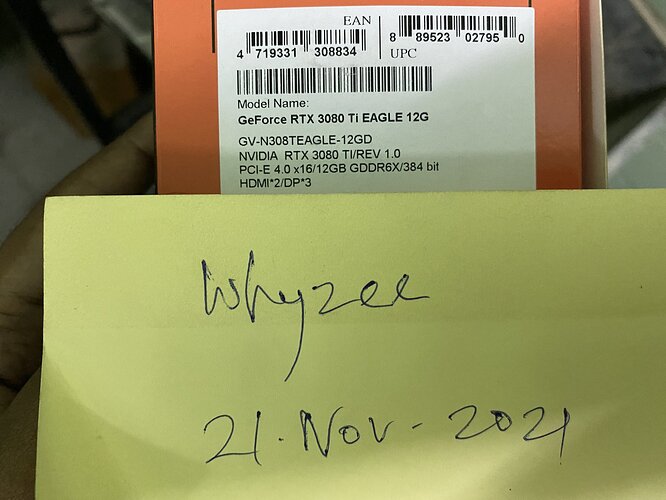 EAN
4 719331 308834
8 89523 02795 0
UPC
Model Name:
GeForce RTX 3080 Ti EAGLE 12G
GV-N308TEAGLE-12GD
NVIDIA RTX 3080 TI/REV 1.0
PCI-E 4.0 x16/12GB GDDR6X/384 bit
HDMI*2/DP*3
Whyzee
21. Nov - 2021